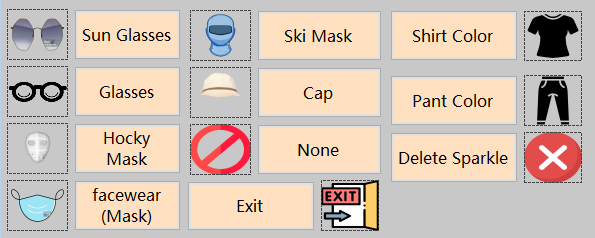 Sun Glasses
Ski Mask
Shirt Color
Glasses
Cap
Pant Color
Hocky
Mask
None
Delete Sparkle
facewear
(Mask)
Exit
EXIT